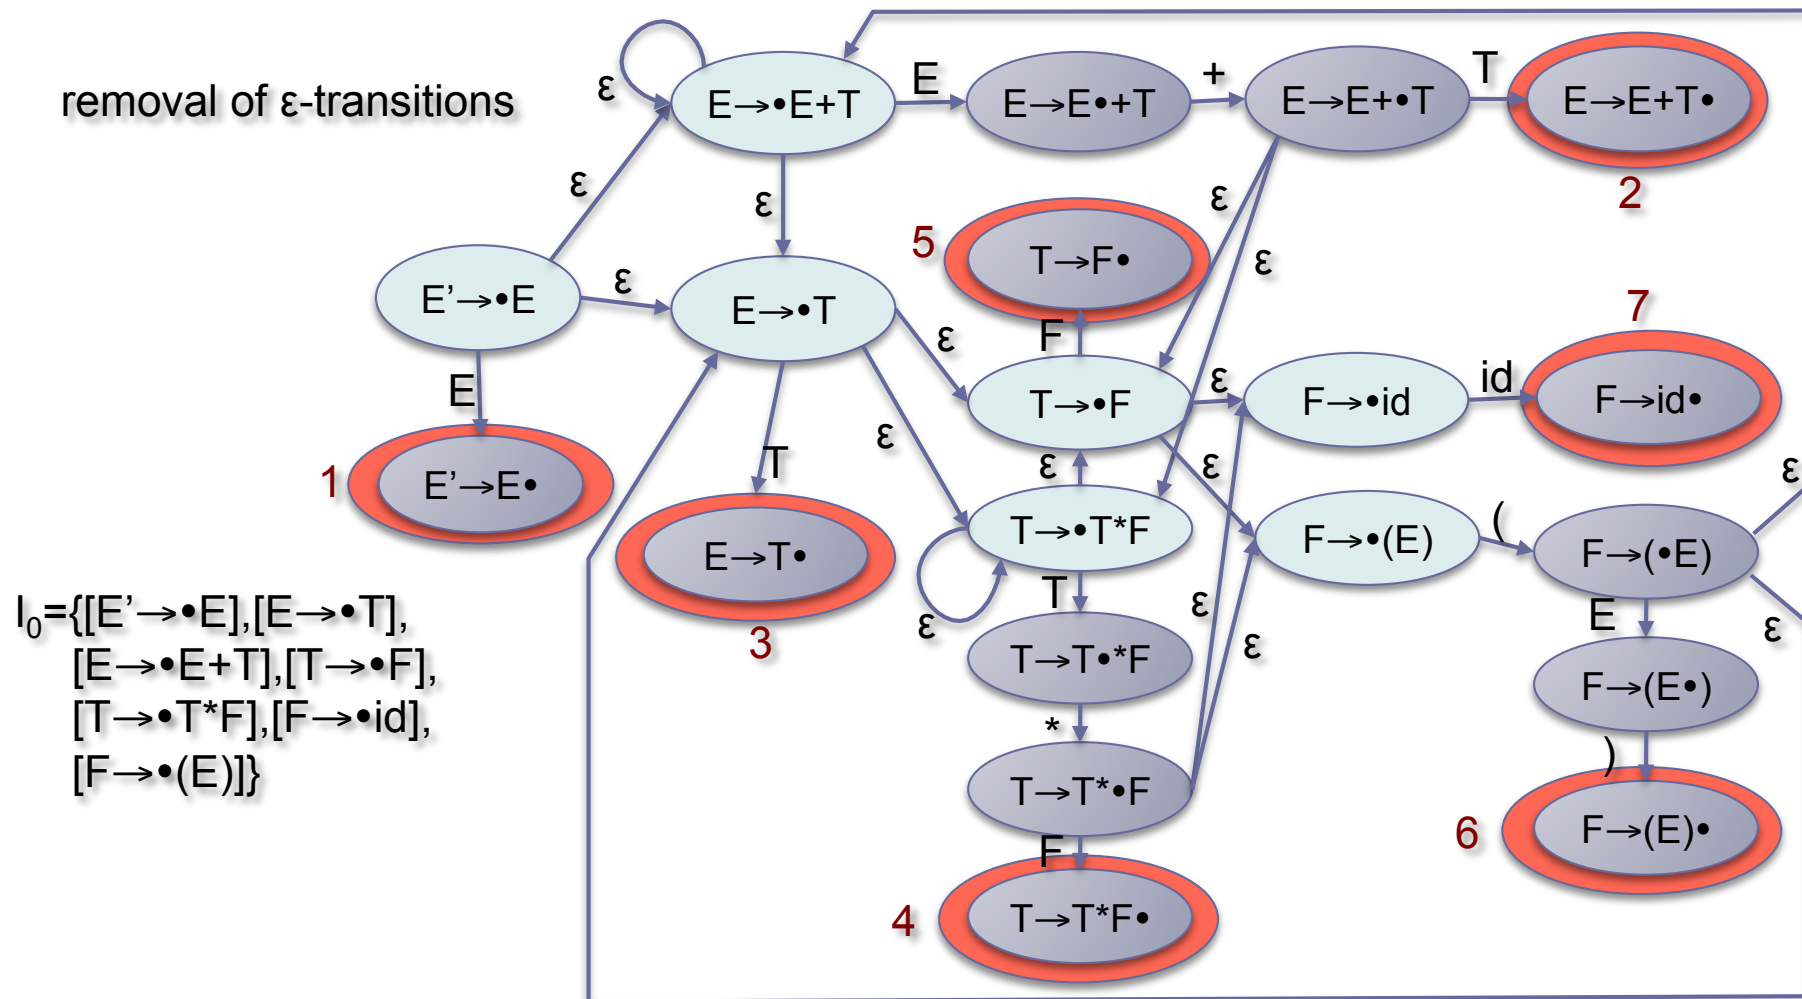 removal of ε-transitions
ε
E→•E+T
E
E→E•+T
+
E→E+•T
T
E→E+T•
2
ε
ε
ε
5
T→F•
ε
E'→•E
ε
E→•T
7
F
ε
T→•F
ε
F→•id
id
F→id•
E
1
E'→E•
T
ε
ε
ε
ε
3
E→T•
T→•T*F
F→•(E)
(
F→(•E)
I0={[E'→•E],[E→•T],
[E→•E+T],[T→•F],
[T→•T*F],[F→•id],
[F→•(E)]}
ε
T
ε
ε
E
ε
T→T•*F
F→(E•)
*
)
T→T*•F
F
6
F→(E)•
4
T→T*F•